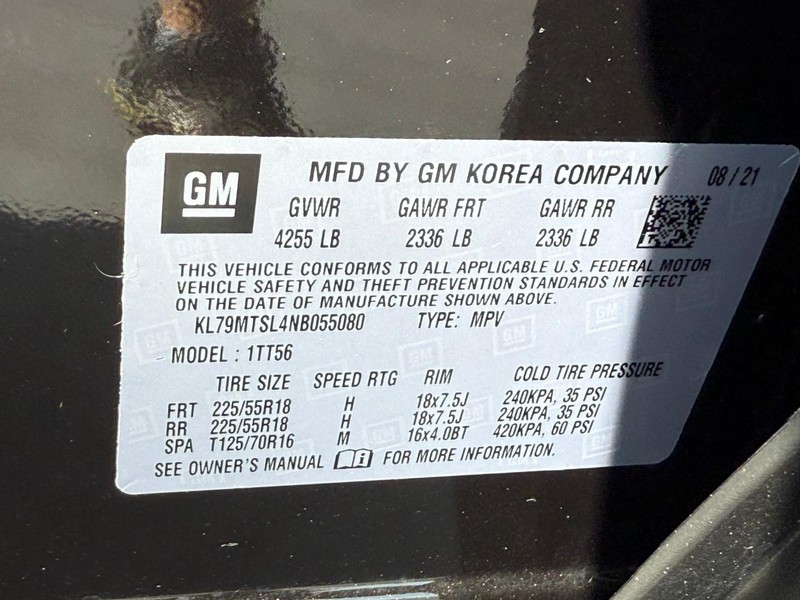 GM MFD BY GM KOREA COMPANY 08/21
GVWR GAWR FRT GAWR RR
4255 LB 2336 LB 2336 LB
THIS VEHICLE CONFORMS TO ALL APPLICABLE U.S. FEDERAL MOTOR
VEHICLE SAFETY AND THEFT PREVENTION STANDARDS IN EFFECT
ON THE DATE OF MANUFACTURE SHOWN ABOVE.
KL79MTSL4NB055080 TYPE: MPV
MODEL : 1TT56
TIRE SIZE SPEED RTG RIM COLD TIRE PRESSURE
FRT 225/55R18 H 18x7.5J 240KPA, 35 PSI
RR 225/55R18 H 18x7.5J 240KPA, 35 PSI
SPA T125/70R16 M 16x4.0BT 420KPA, 60 PSI
SEE OWNER'S MANUAL FOR MORE INFORMATION.